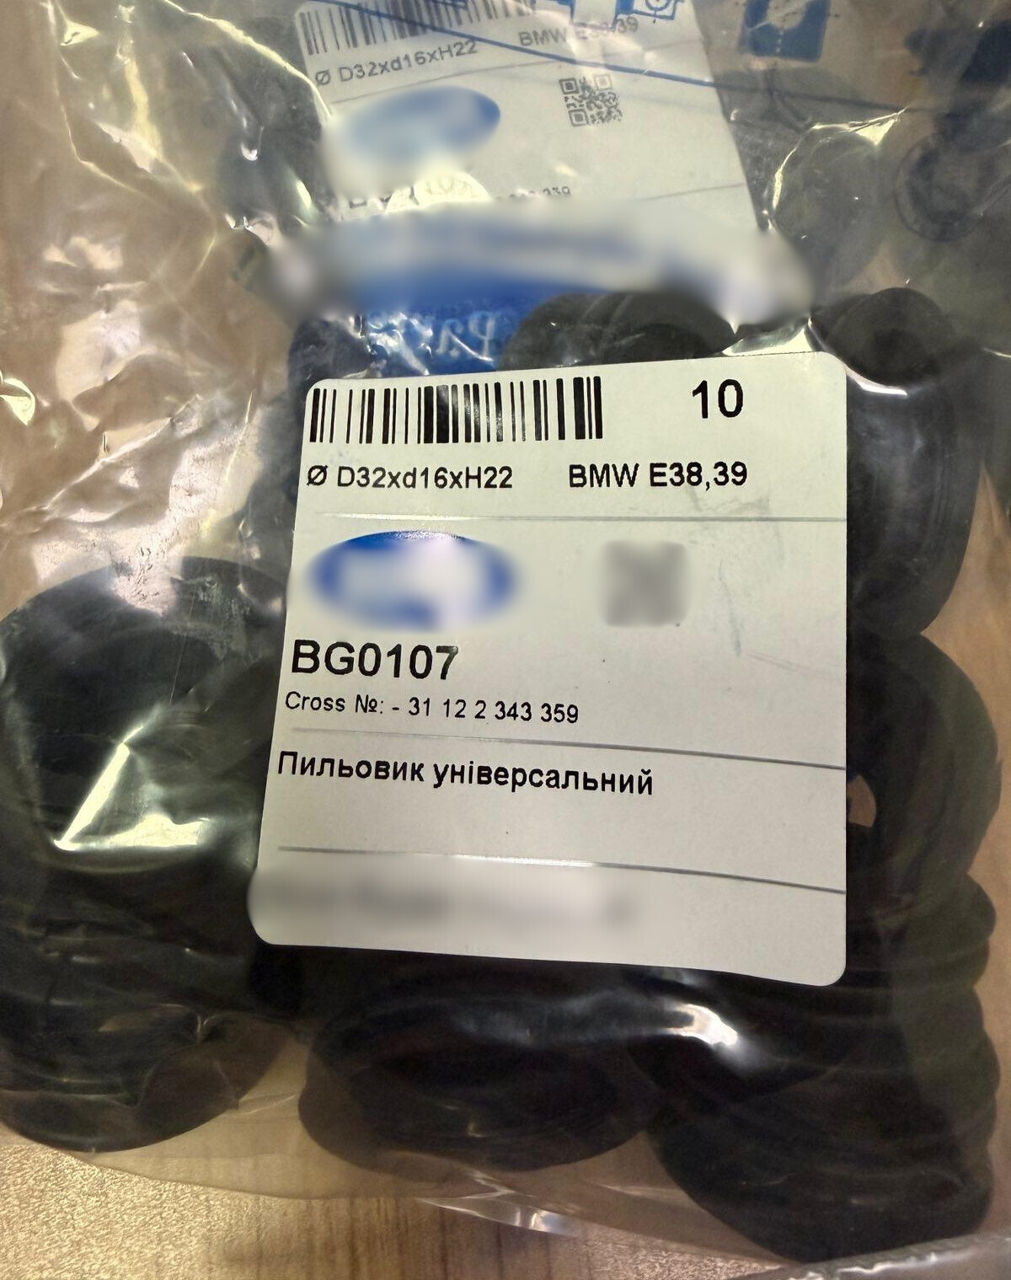 Ø D32xd16xH22 BMW E38,39
10
Ø D32xd16xH22 BMW E38,39
BG0107
Cross №: - 31 12 2 343 359
Пильовик універсальний